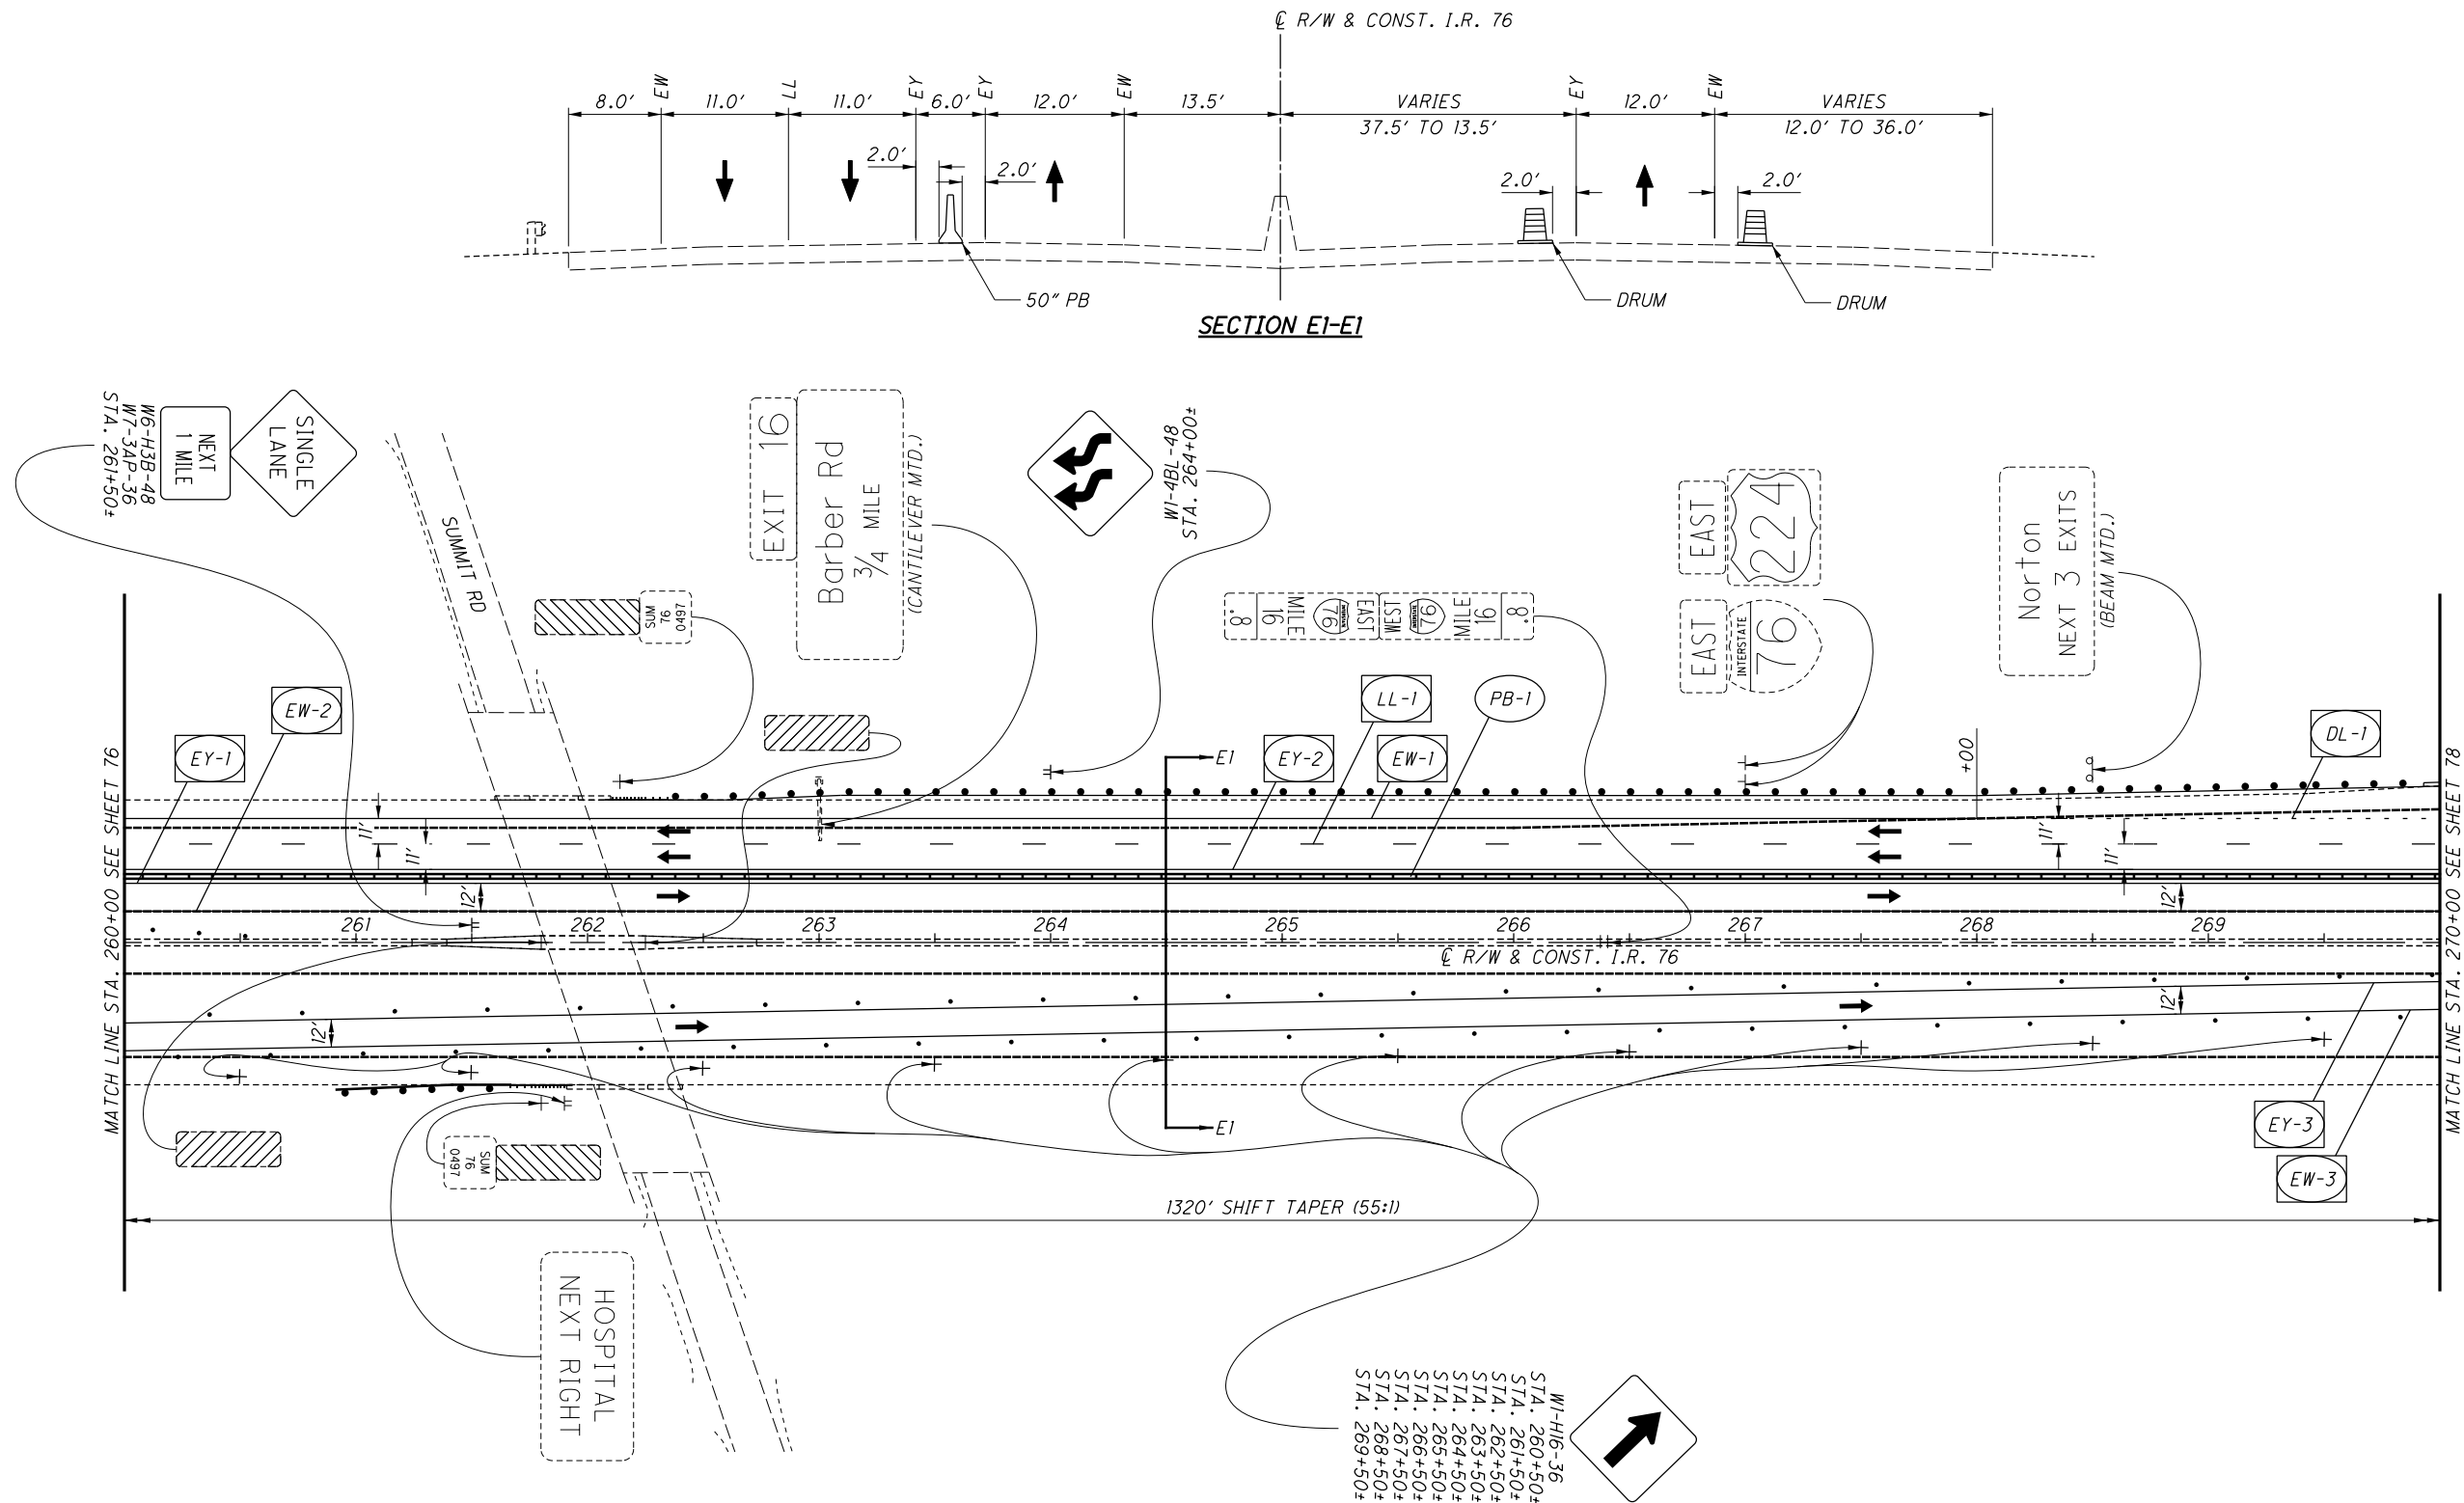 ℄ R/W & CONST. I.R. 76
EW
LL
EY
EY
EW
EY
EW
8.0'
11.0'
11.0'
6.0'
12.0'
13.5'
VARIES
37.5' TO 13.5'
12.0'
VARIES
12.0' TO 36.0'
2.0'
2.0'
2.0'
2.0'
50" PB
DRUM
DRUM
SECTION E1-E1
SINGLE
LANE
NEXT
1 MILE
W6-H3B-48
W7-3AP-36
STA. 261+50±
SUMMIT RD
EXIT 16
Barber Rd
3/4 MILE
(CANTILEVER MTD.)
SUM
76
0497
W1-4BL-48
STA. 264+00±
EAST
76
MILE
16
.8
WEST
76
MILE
16
.8
EAST
224
EAST
INTERSTATE
76
Norton
NEXT 3 EXITS
(BEAM MTD.)
EY-1
EW-2
EY-2
LL-1
EW-1
PB-1
DL-1
E1
+00
MATCH LINE STA. 260+00 SEE SHEET 76
MATCH LINE STA. 270+00 SEE SHEET 78
11'
11'
12'
11'
11'
12'
261
262
263
264
265
266
267
268
269
℄ R/W & CONST. I.R. 76
12'
12'
E1
EY-3
EW-3
SUM
76
0497
1320' SHIFT TAPER (55:1)
HOSPITAL
NEXT RIGHT
W1-H16-36
STA. 260+50±
STA. 261+50±
STA. 262+50±
STA. 263+50±
STA. 264+50±
STA. 265+50±
STA. 266+50±
STA. 267+50±
STA. 268+50±
STA. 269+50±